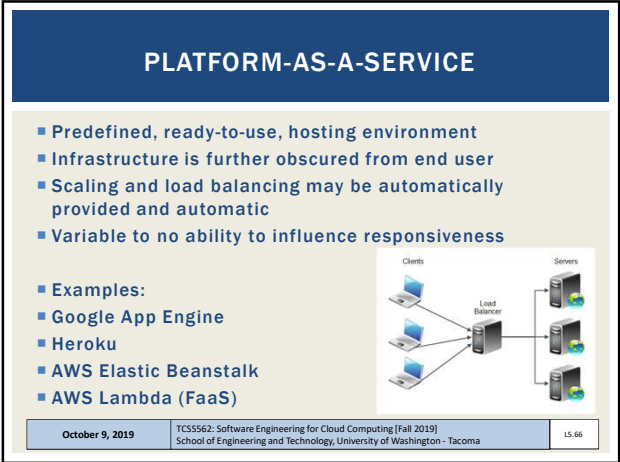 PLATFORM-AS-A-SERVICE
Predefined, ready-to-use, hosting environment
Infrastructure is further obscured from end user
Scaling and load balancing may be automatically
provided and automatic
Variable to no ability to influence responsiveness
Examples:
Google App Engine
Heroku
AWS Elastic Beanstalk
AWS Lambda (FaaS)
Clients
Servers
Load
Balancer
October 9, 2019
TCSS562: Software Engineering for Cloud Computing [Fall 2019]
School of Engineering and Technology, University of Washington - Tacoma
L5.66